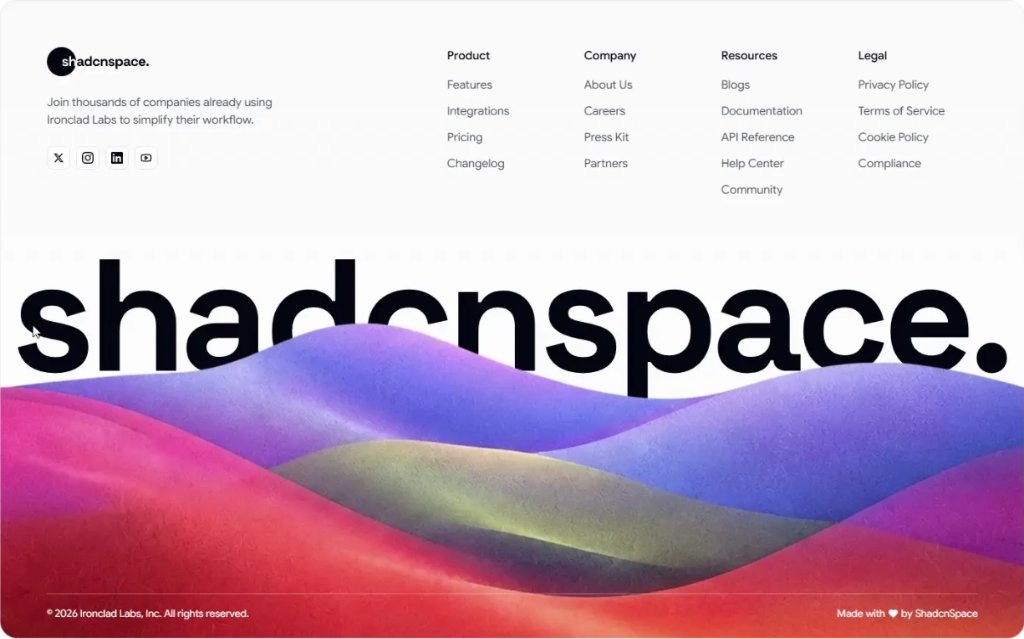 shadcnspace.
Join thousands of companies already using
Ironclad Labs to simplify their workflow.
Product
Features
Integrations
Pricing
Changelog
Company
About Us
Careers
Press Kit
Partners
Resources
Blogs
Documentation
API Reference
Help Center
Community
Legal
Privacy Policy
Terms of Service
Cookie Policy
Compliance
shadcnspace.
© 2026 Ironclad Labs, Inc. All rights reserved.
Made with ♥ by ShadcnSpace